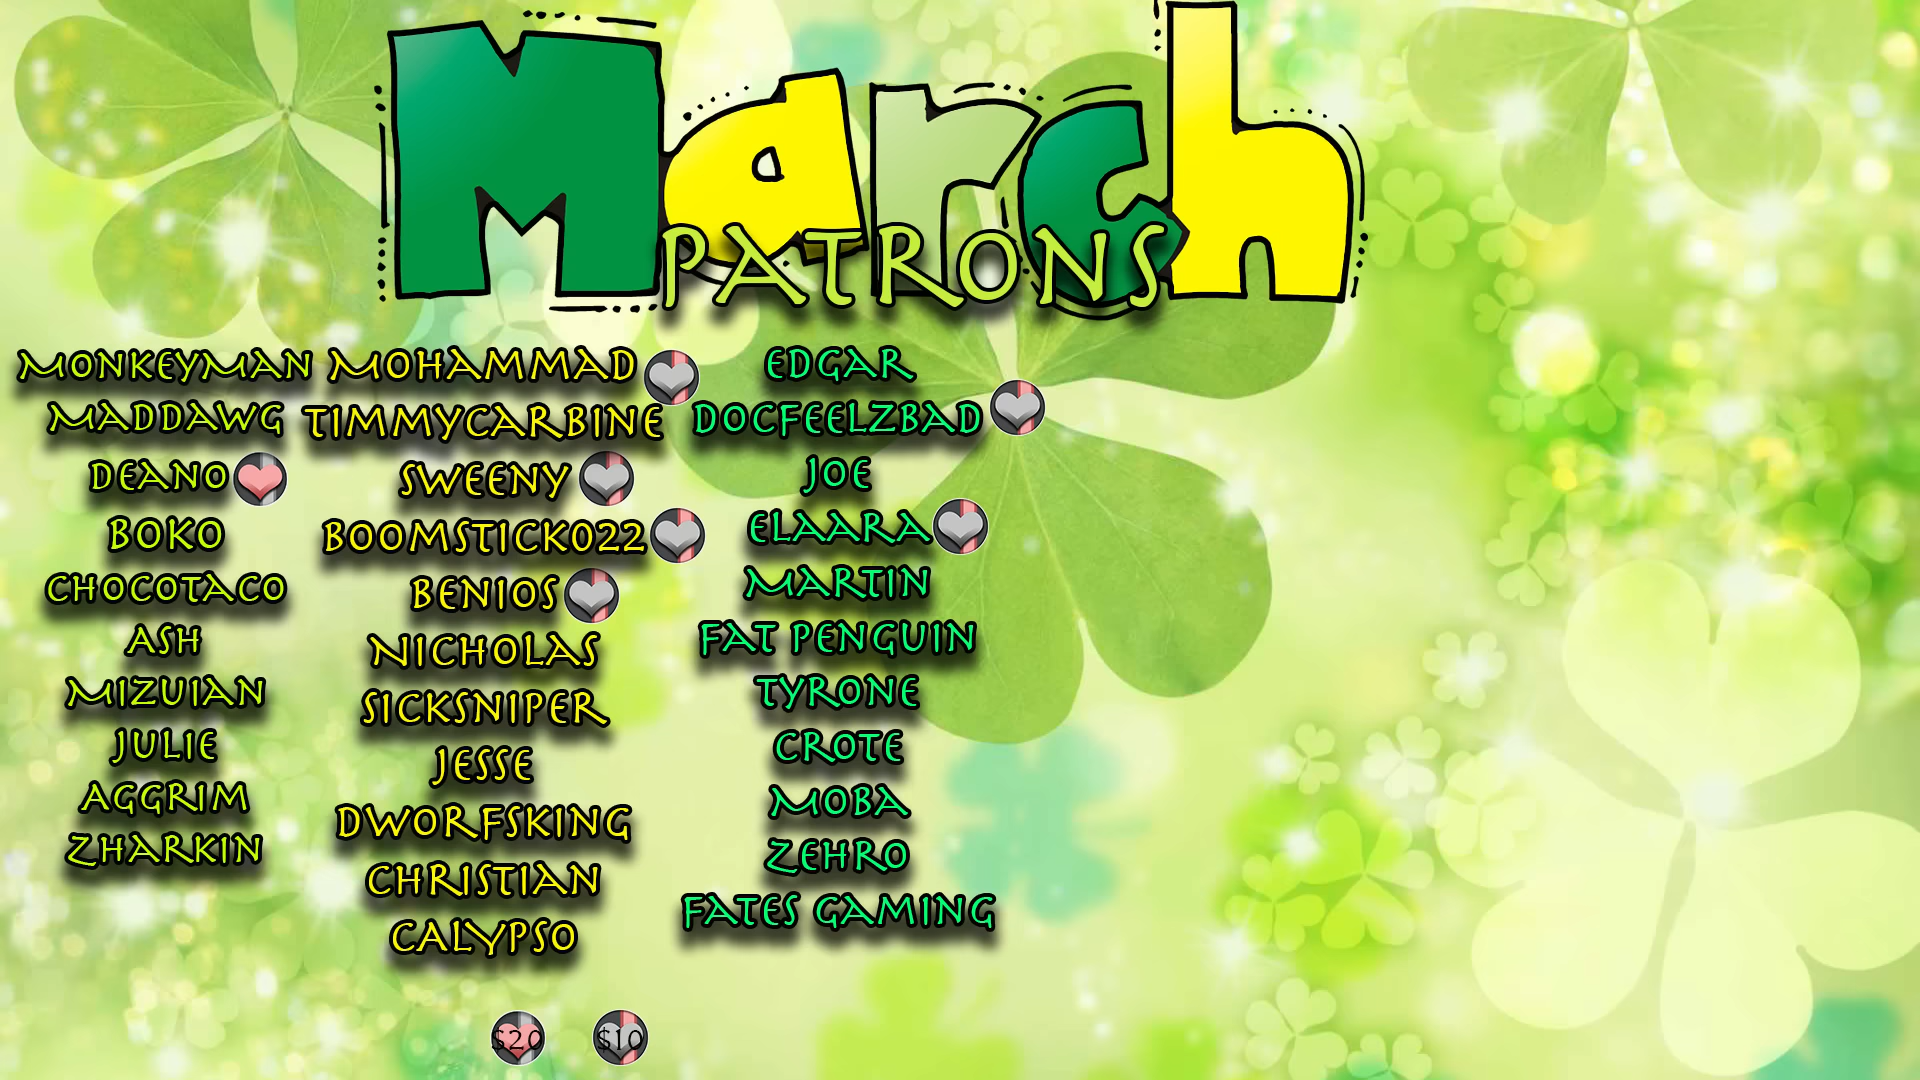 March
PATRONS
MONKEYMAN
MADDAWG
DEANO
BOKO
CHOCOTACO
ASH
MIZUIAN
JULIE
AGGRIM
ZHARKIN
MOHAMMAD
TIMMYCARBINE
SWEENY
BOOMSTICK022
BENIOS
NICHOLAS
SICKSNIPER
JESSE
DWORFSKING
CHRISTIAN
CALYPSO
EDGAR
DOCFEELZBAD
JOE
ELAARA
MARTIN
FAT PENGUIN
TYRONE
CROTE
MOBA
ZEHRO
FATES GAMING
$20
$10